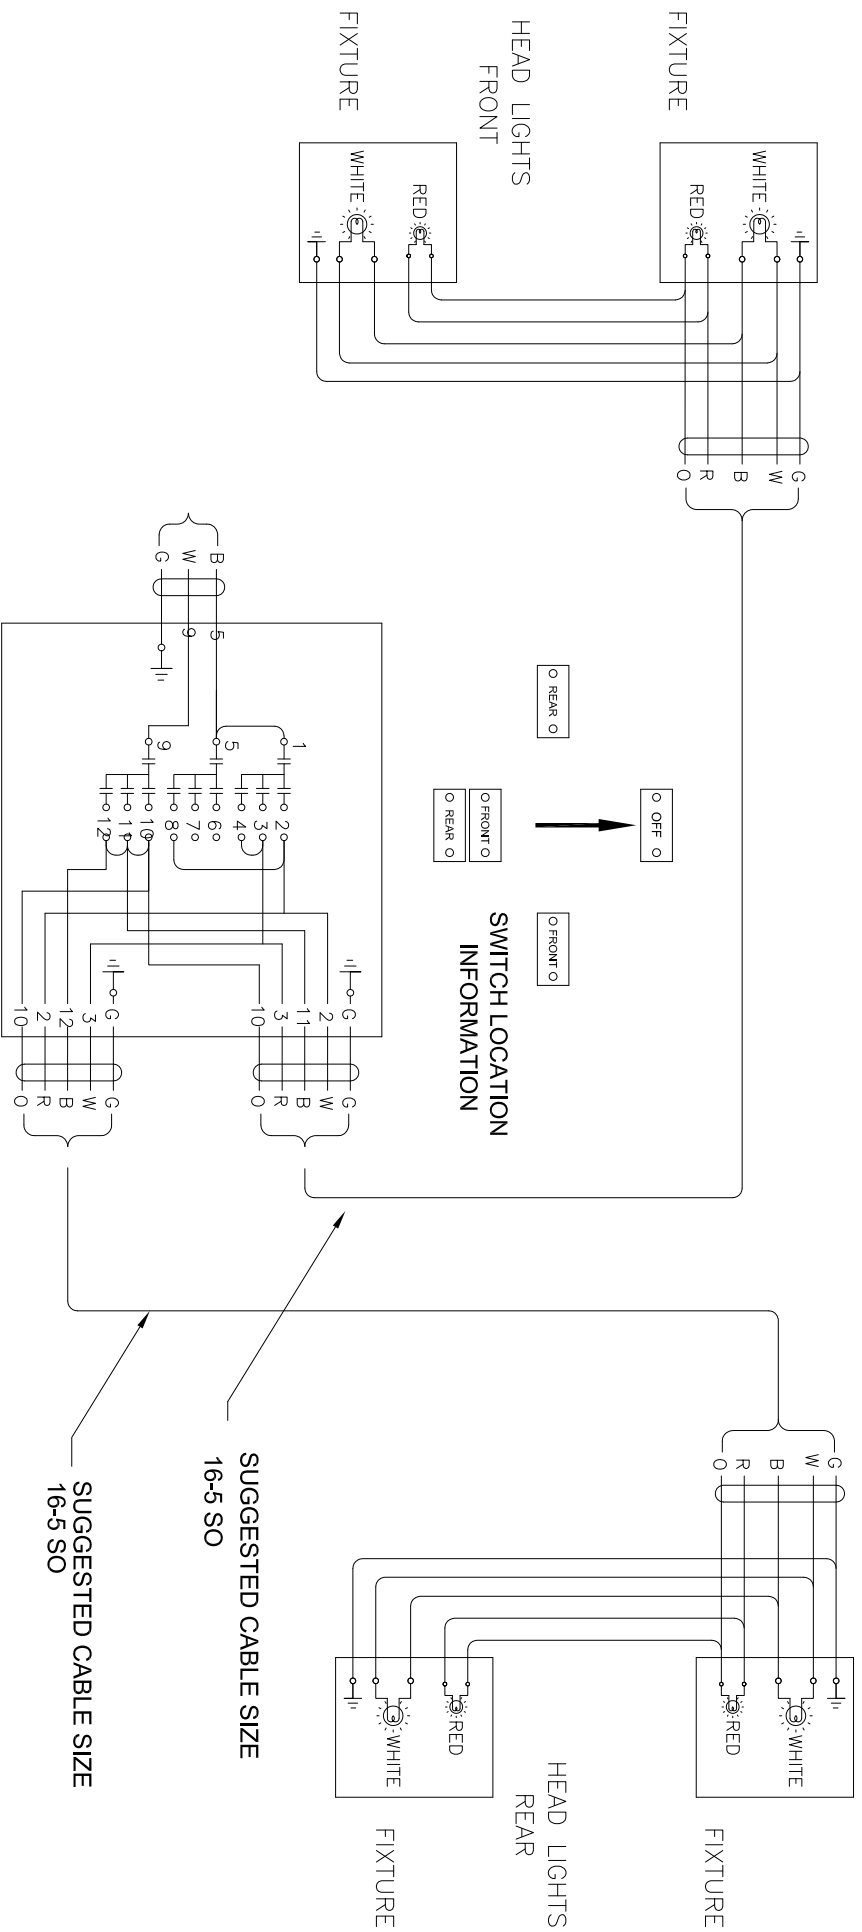 FIXTURE
WHITE
RED
G
W
B
R
O
HEAD LIGHTS
FRONT
FIXTURE
RED
WHITE
OFF
REAR
FRONT
FRONT
REAR
SWITCH LOCATION
INFORMATION
G
W
B
R
O
WHITE
RED
FIXTURE
HEAD LIGHTS
REAR
RED
WHITE
FIXTURE
B
W
G
5
9
1
5
9
2
3
4
6
7
8
10
11
12
G
2
11
3
10
G
W
B
R
O
G
3
12
2
10
G
W
B
R
O
SUGGESTED CABLE SIZE
16-5 SO
SUGGESTED CABLE SIZE
16-5 SO